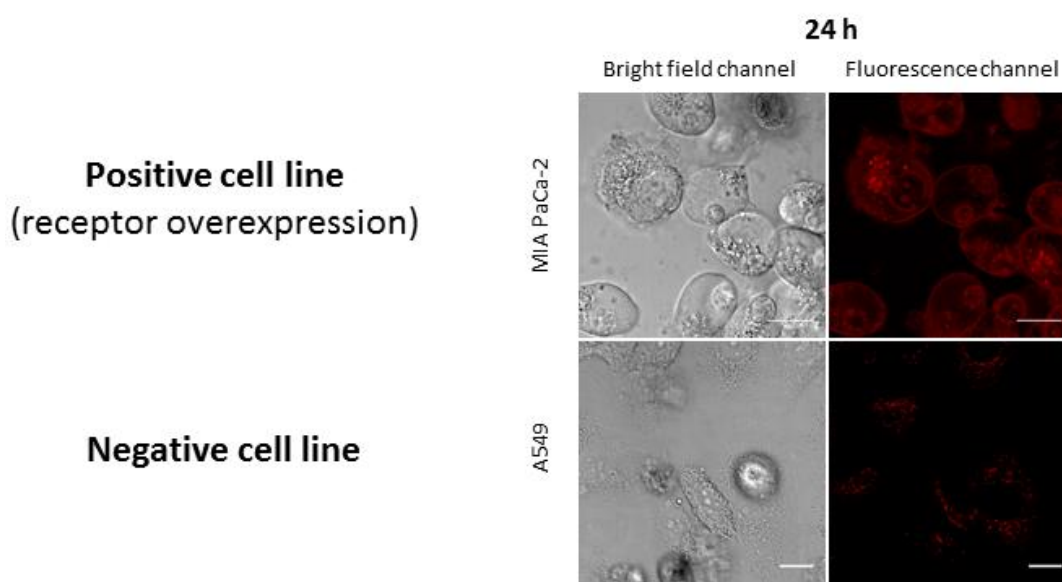 24 h
Bright field channel
Fluorescence channel
Positive cell line
(receptor overexpression)
MIA PaCa-2
Negative cell line
A549